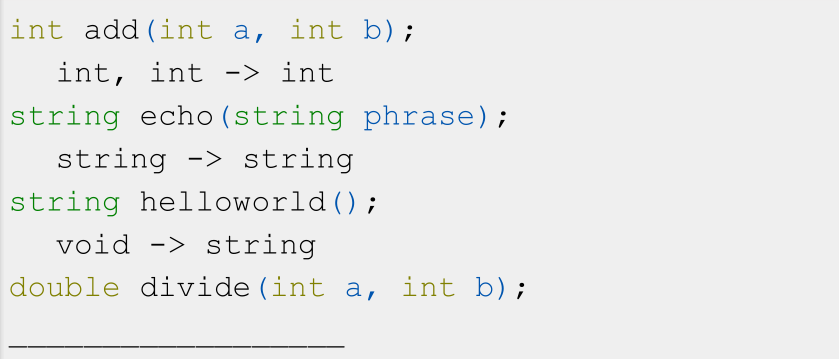 int add(int a, int b);
int, int -> int
string echo(string phrase);
string -> string
string helloworld();
void -> string
double divide(int a, int b);
__________________